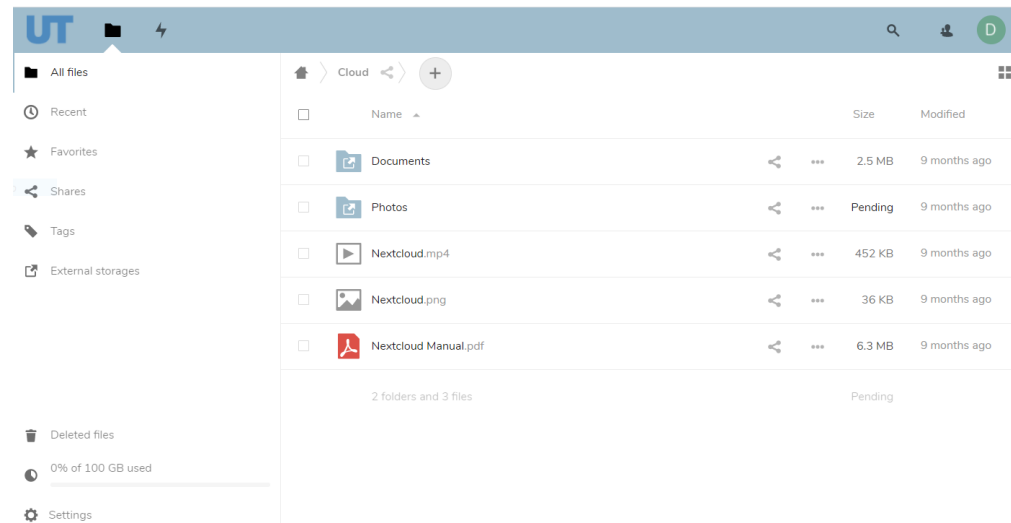 UT
D
All files
Recent
Favorites
Shares
Tags
External storages
Deleted files
0% of 100 GB used
Settings
Cloud
Name Size Modified
Documents 2.5 MB 9 months ago
Photos Pending 9 months ago
Nextcloud.mp4 452 KB 9 months ago
Nextcloud.png 36 KB 9 months ago
Nextcloud Manual.pdf 6.3 MB 9 months ago
2 folders and 3 files Pending